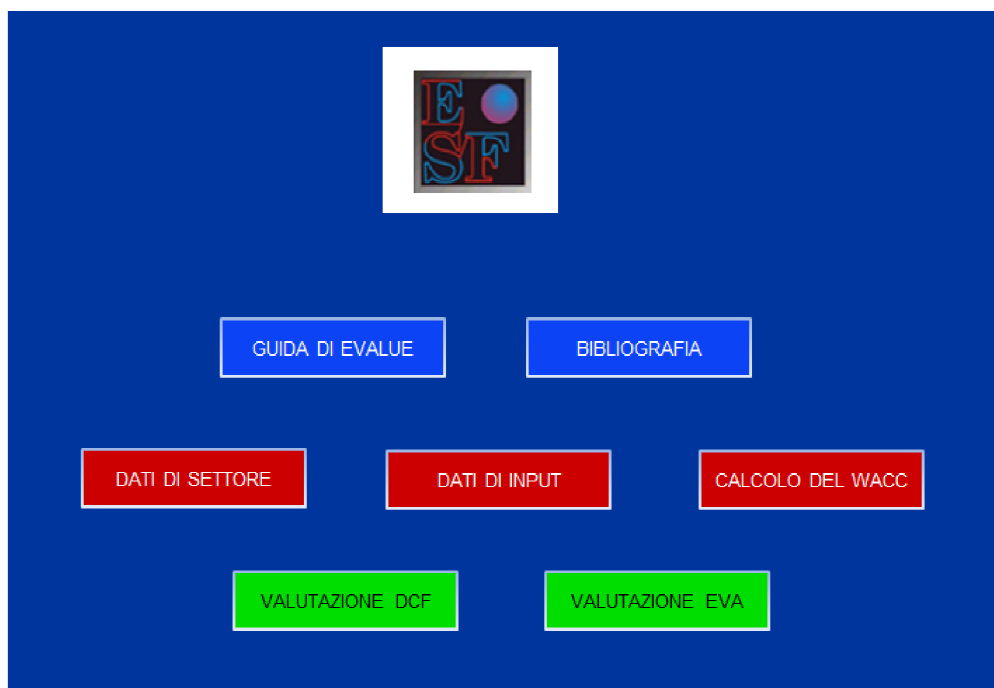 E
SF
GUIDA DI EVALUE
BIBLIOGRAFIA
DATI DI SETTORE
DATI DI INPUT
CALCOLO DEL WACC
VALUTAZIONE DCF
VALUTAZIONE EVA